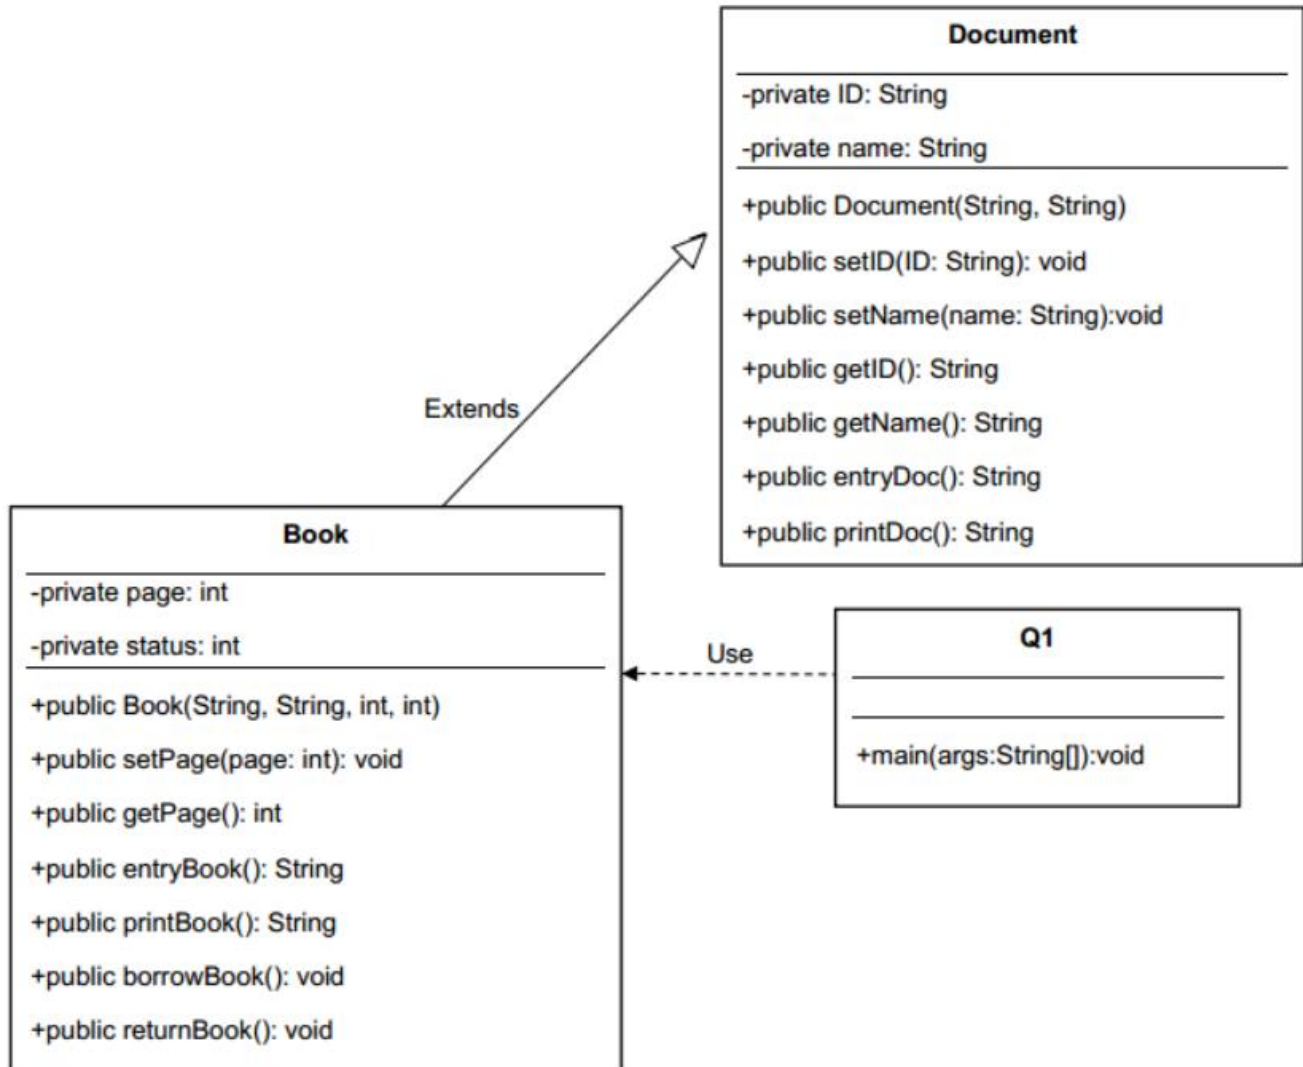 Document
-private ID: String
-private name: String
+public Document(String, String)
+public setID(ID: String): void
+public setName(name: String):void
+public getID(): String
+public getName(): String
+public entryDoc(): String
+public printDoc(): String
Extends
Book
-private page: int
-private status: int
+public Book(String, String, int, int)
+public setPage(page: int): void
+public getPage(): int
+public entryBook(): String
+public printBook(): String
+public borrowBook(): void
+public returnBook(): void
Use
Q1
+main(args:String[]):void